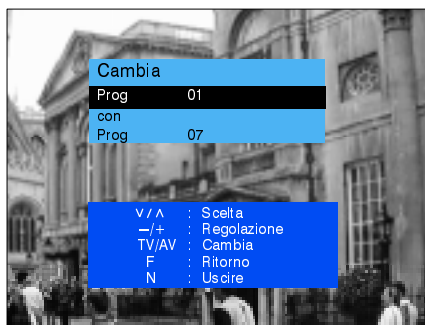 Cambia
Prog 01
con
Prog 07
V / Λ : Scelta
–/+ : Regolazione
TV/AV : Cambia
F : Ritorno
N : Uscire